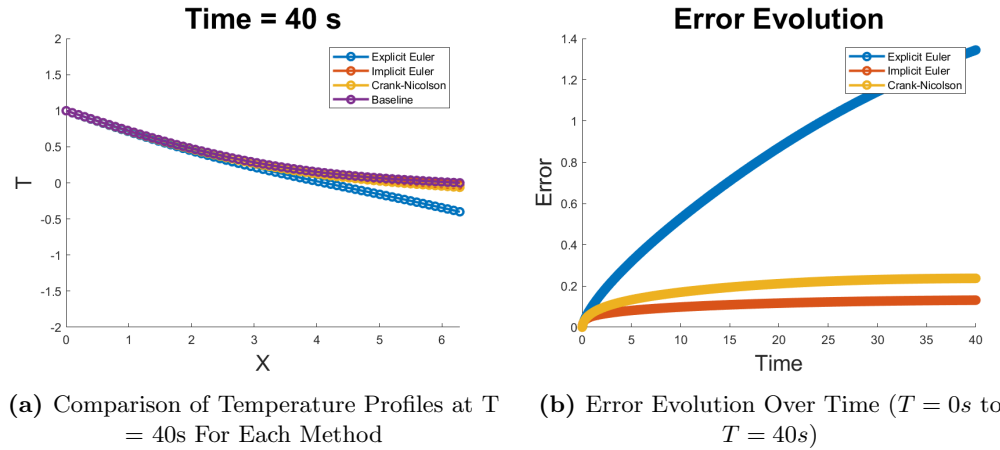 Time = 40 s
2
1.5
1
0.5
0
-0.5
-1
-1.5
-2
T
0 1 2 3 4 5 6
X
Explicit Euler
Implicit Euler
Crank-Nicolson
Baseline
(a) Comparison of Temperature Profiles at T
= 40s For Each Method
Error Evolution
1.4
1.2
1
0.8
0.6
0.4
0.2
0
Error
0 5 10 15 20 25 30 35 40
Time
Explicit Euler
Implicit Euler
Crank-Nicolson
(b) Error Evolution Over Time (T = 0s to
T = 40s)